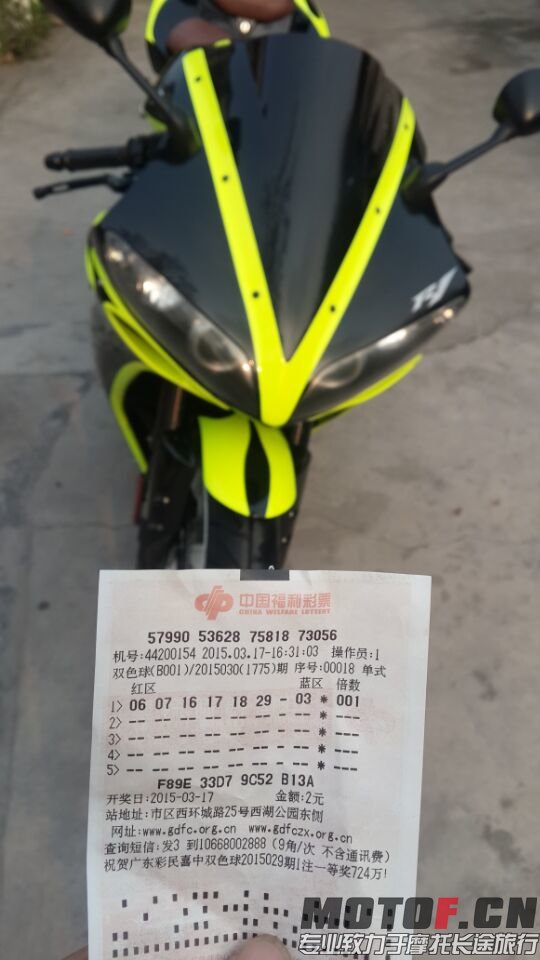 R1
中国福利彩票
CHINA WELFARE LOTTERY
57990 53628 75818 73056
机号:44200154 2015.03.17-16:31:03 操作员:1
双色球(B001)/2015030(1775)期 序号:00018 单式
红区 蓝区 倍数
1> 06 07 16 17 18 29 - 03 * 001
2> -- -- -- -- -- -- - -- * ---
3> -- -- -- -- -- -- - -- * ---
4> -- -- -- -- -- -- - -- * ---
5> -- -- -- -- -- -- - -- * ---
F89E 33D7 9C52 B13A
开奖日:2015-03-17 金额:2元
站地址:市区西环城路25号西湖公园东侧
网址:www.gdfc.org.cn www.gdfczx.org.cn
查询短信:发3 到10668002888 (9角/次 不含通讯费)
祝贺广东彩民喜中双色球2015029期1注一等奖724万!
MOTOF.CN
专业致力于摩托长途旅行